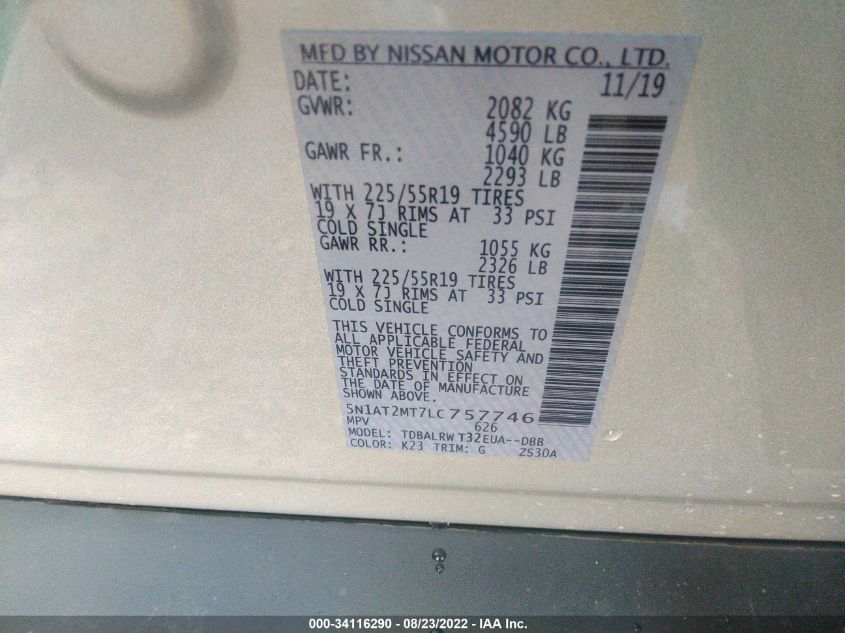 MFD BY NISSAN MOTOR CO., LTD.
DATE: 11/19
GVWR: 2082 KG
4590 LB
GAWR FR.: 1040 KG
2293 LB
WITH 225/55R19 TIRES
19 X 7J RIMS AT 33 PSI
COLD SINGLE
GAWR RR.: 1055 KG
2326 LB
WITH 225/55R19 TIRES
19 X 7J RIMS AT 33 PSI
COLD SINGLE
THIS VEHICLE CONFORMS TO
ALL APPLICABLE FEDERAL
MOTOR VEHICLE SAFETY AND
THEFT PREVENTION
STANDARDS IN EFFECT ON
THE DATE OF MANUFACTURE
SHOWN ABOVE.
5N1AT2MT7LC757746
MPV 626
MODEL: TDBALRWT32EUA--DBB
COLOR: K23 TRIM: G ZS30A
000-34116290 - 08/23/2022 - IAA Inc.